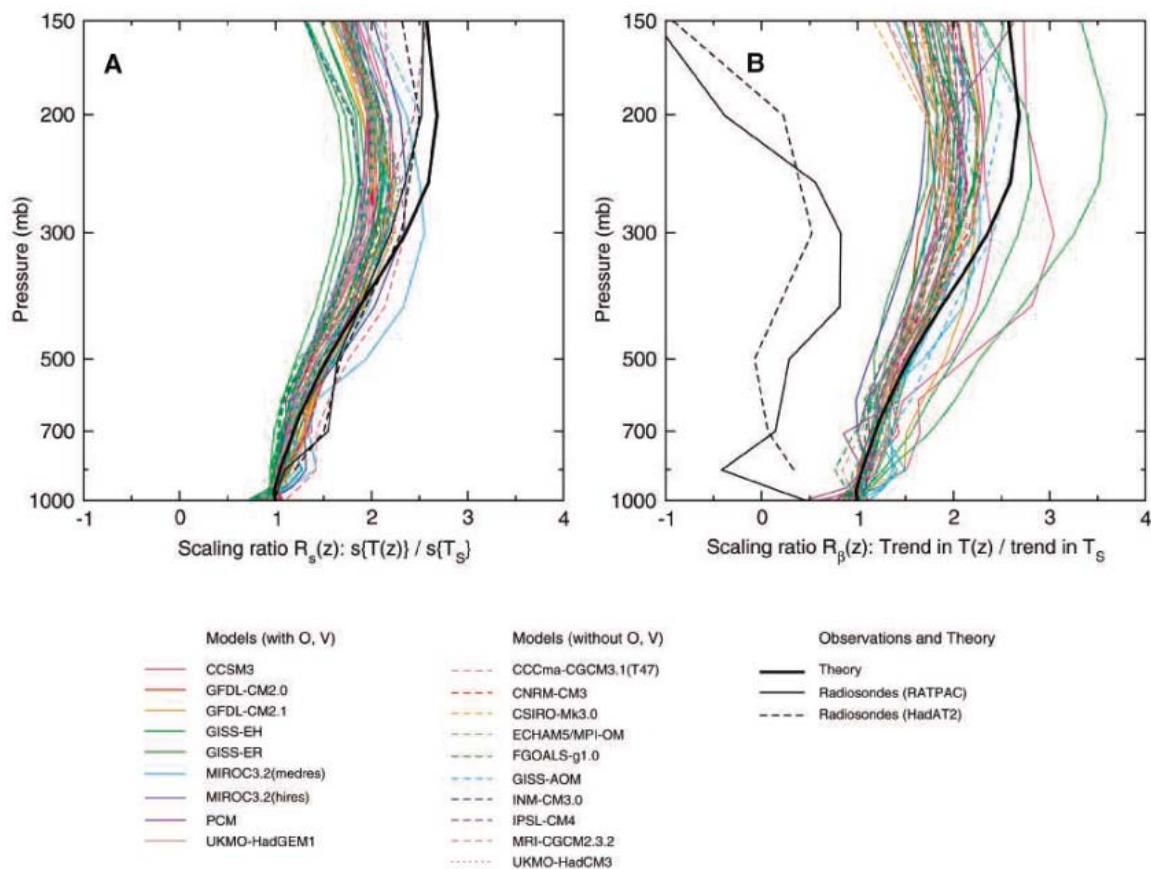 A
B
150
200
300
500
700
1000
Pressure (mb)
-1 0 1 2 3 4
Scaling ratio R_s(z): s{T(z)} / s{T_S}
150
200
300
500
700
1000
Pressure (mb)
-1 0 1 2 3 4
Scaling ratio R_β(z): Trend in T(z) / trend in T_S
Models (with O, V)
CCSM3
GFDL-CM2.0
GFDL-CM2.1
GISS-EH
GISS-ER
MIROC3.2(medres)
MIROC3.2(hires)
PCM
UKMO-HadGEM1
Models (without O, V)
CCCma-CGCM3.1(T47)
CNRM-CM3
CSIRO-Mk3.0
ECHAM5/MPI-OM
FGOALS-g1.0
GISS-AOM
INM-CM3.0
IPSL-CM4
MRI-CGCM2.3.2
UKMO-HadCM3
Observations and Theory
Theory
Radiosondes (RATPAC)
Radiosondes (HadAT2)